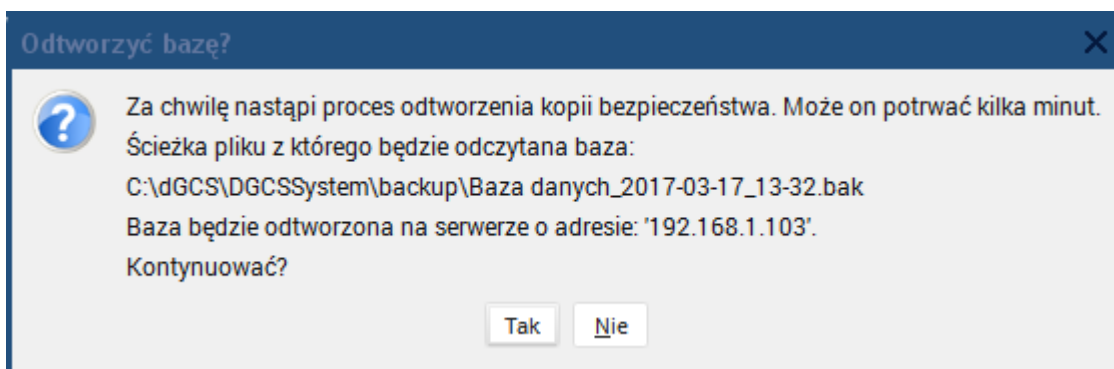 Odtworzyć bazę?
Za chwilę nastąpi proces odtworzenia kopii bezpieczeństwa. Może on potrwać kilka minut.
Ścieżka pliku z którego będzie odczytana baza:
C:\dGCS\DGCSSystem\backup\Baza danych_2017-03-17_13-32.bak
Baza będzie odtworzona na serwerze o adresie: '192.168.1.103'.
Kontynuować?
Tak Nie